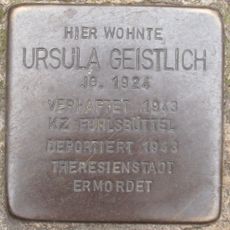 HIER WOHNTE
URSULA GEISTLICH
JG. 1924
VERHAFTET 1943
KZ FUHLSBÜTTEL
DEPORTIERT 1943
THERESIENSTADT
ERMORDET